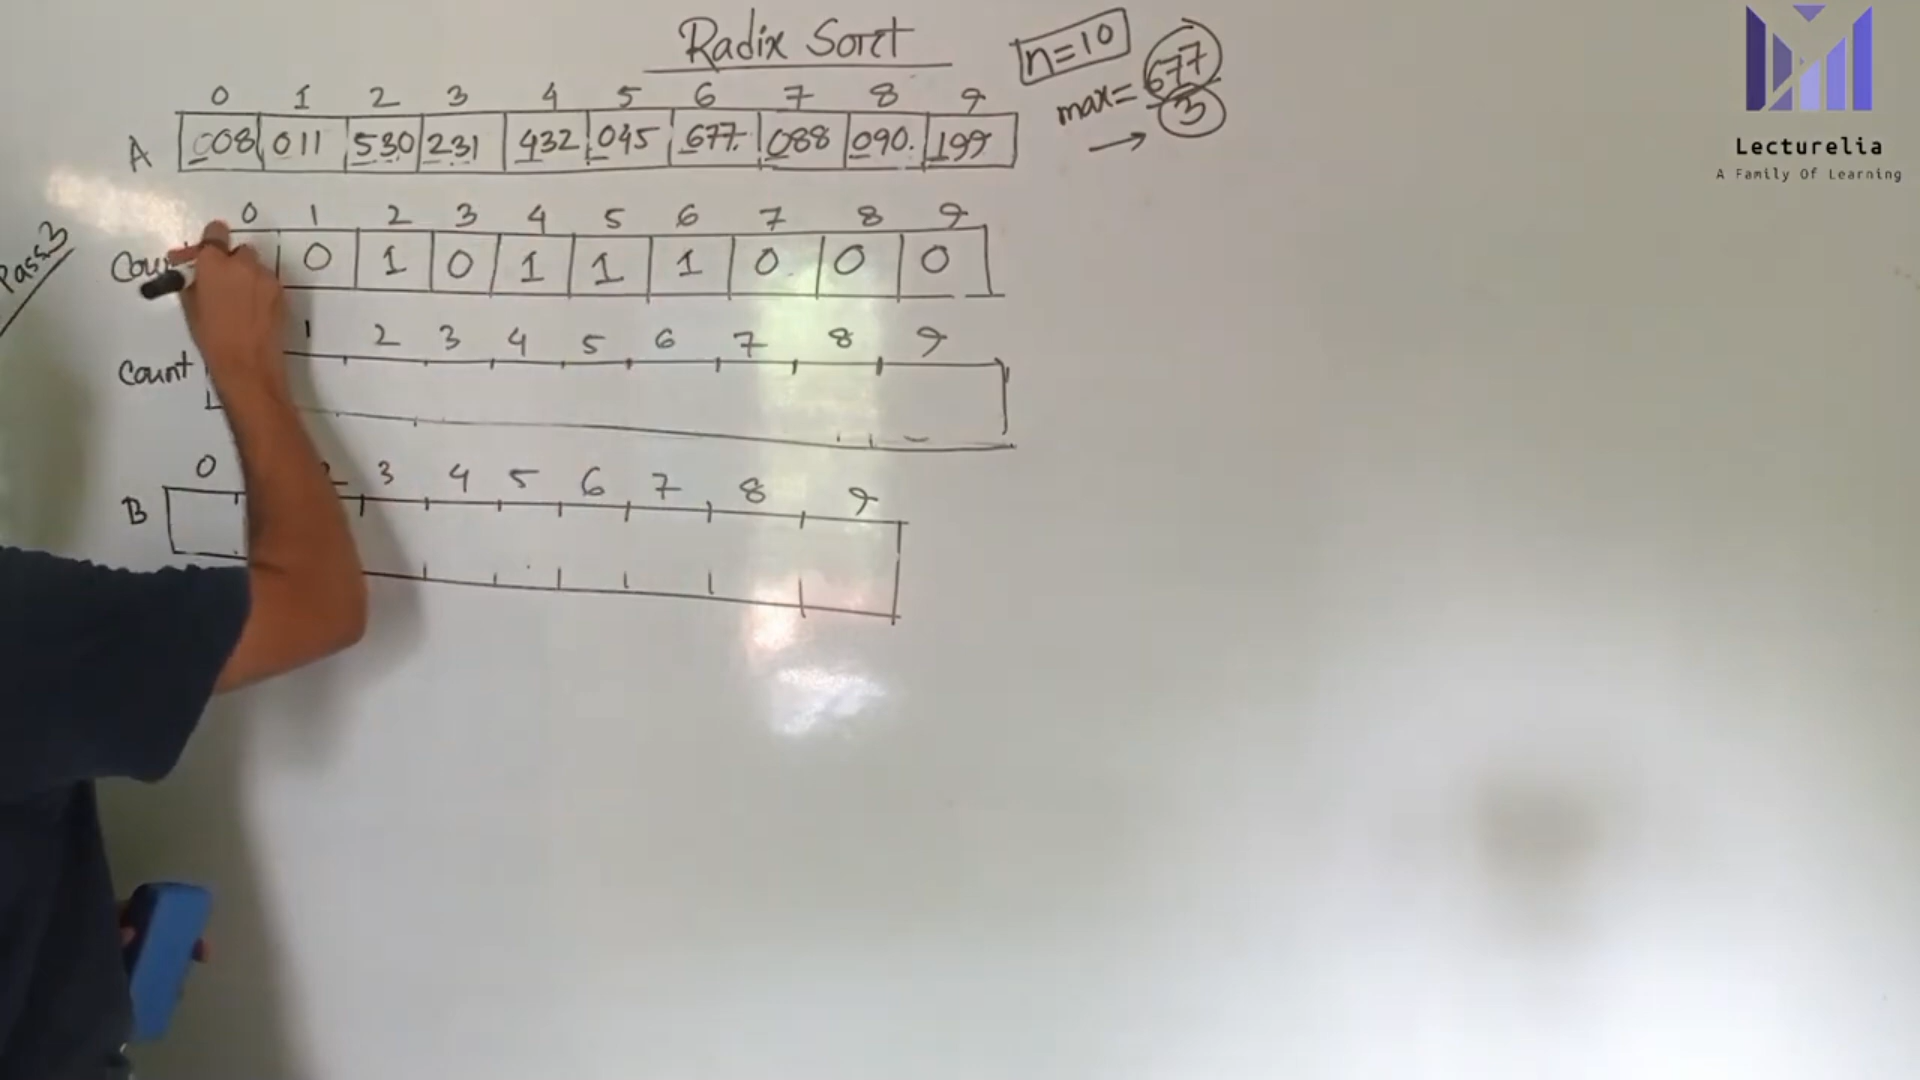 Radix Sort
n=10
max= 677
→ 3
Lecturelia
A Family Of Learning
0 1 2 3 4 5 6 7 8 9
A 008 011 530 231 432 045 677. 088 090. 199
Pass3
0 1 2 3 4 5 6 7 8 9
0 1 0 1 1 1 0 0 0
1 2 3 4 5 6 7 8 9
Count
0 3 4 5 6 7 8 9
B